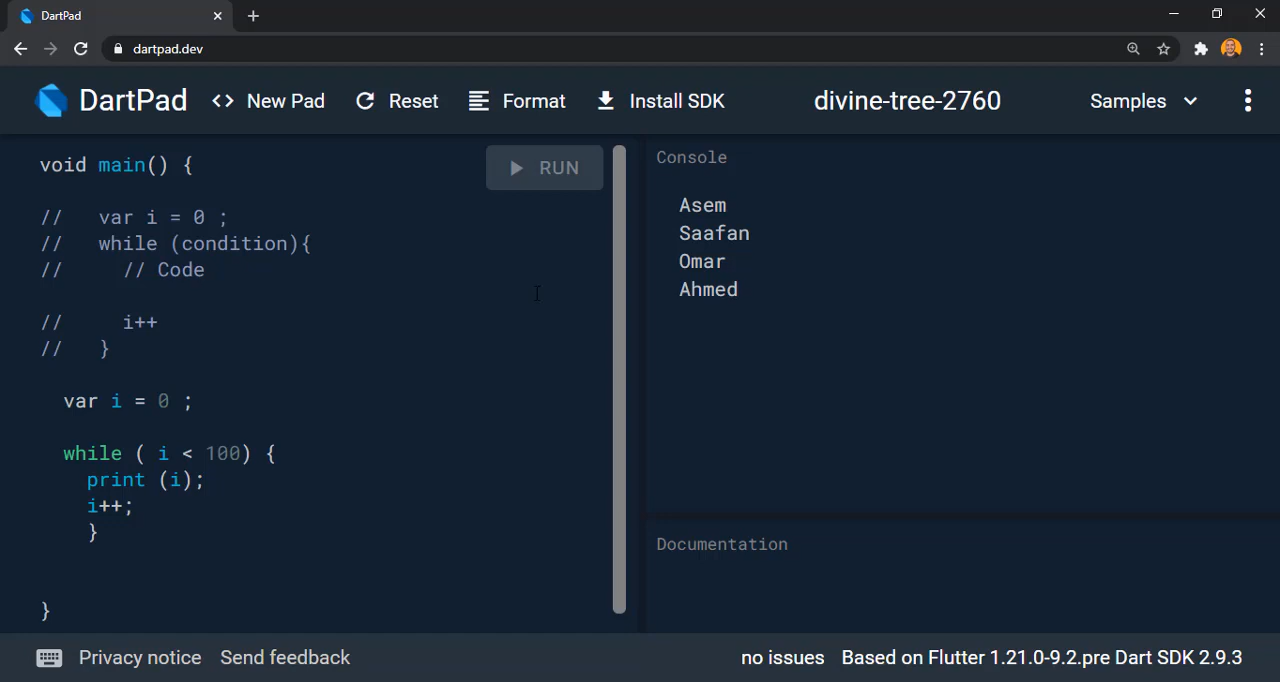 DartPad
dartpad.dev
DartPad
<> New Pad
Reset
Format
Install SDK
divine-tree-2760
Samples
void main() {
RUN
//   var i = 0 ;
//   while (condition){
//     // Code
//     i++
//   }
var i = 0 ;
while ( i < 100) {
print (i);
i++;
}
}
Console
Asem
Saafan
Omar
Ahmed
Documentation
Privacy notice
Send feedback
no issues
Based on Flutter 1.21.0-9.2.pre Dart SDK 2.9.3